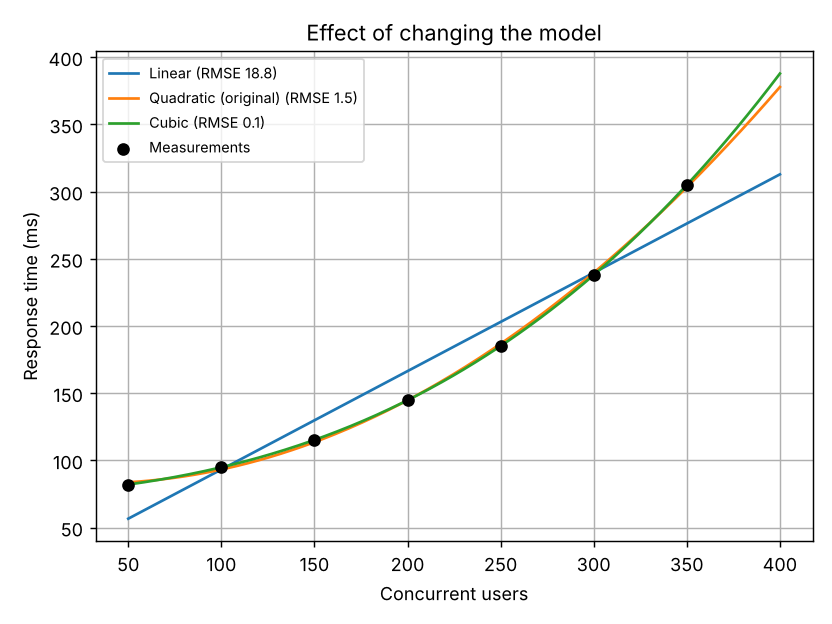 Effect of changing the model
Linear (RMSE 18.8)
Quadratic (original) (RMSE 1.5)
Cubic (RMSE 0.1)
Measurements
Response time (ms)
400
350
300
250
200
150
100
50
50 100 150 200 250 300 350 400
Concurrent users